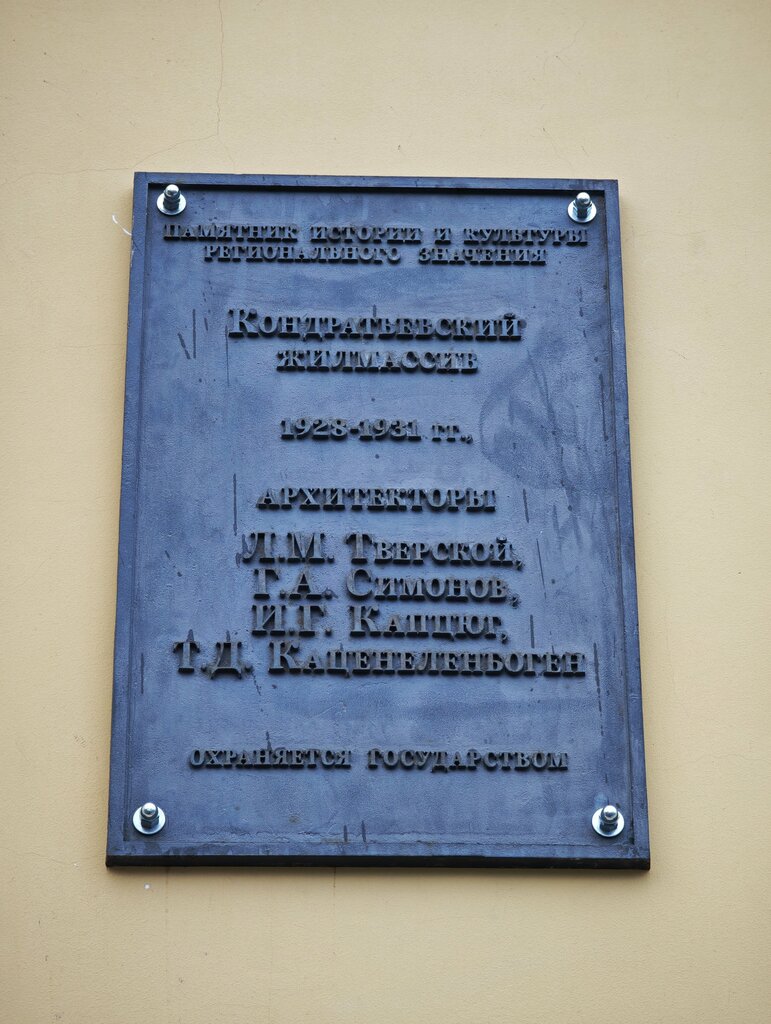 ПАМЯТНИК ИСТОРИИ И КУЛЬТУРЫ
РЕГИОНАЛЬНОГО ЗНАЧЕНИЯ
КОНДРАТЬЕВСКИЙ
ЖИЛМАССИВ
1928-1931 гг.,
АРХИТЕКТОРЫ
Л.М. ТВЕРСКОЙ,
Г.А. СИМОНОВ,
И.Г. КАПЦЮГ,
Т.Д. КАЦЕНЕЛЕНБОГЕН
ОХРАНЯЕТСЯ ГОСУДАРСТВОМ